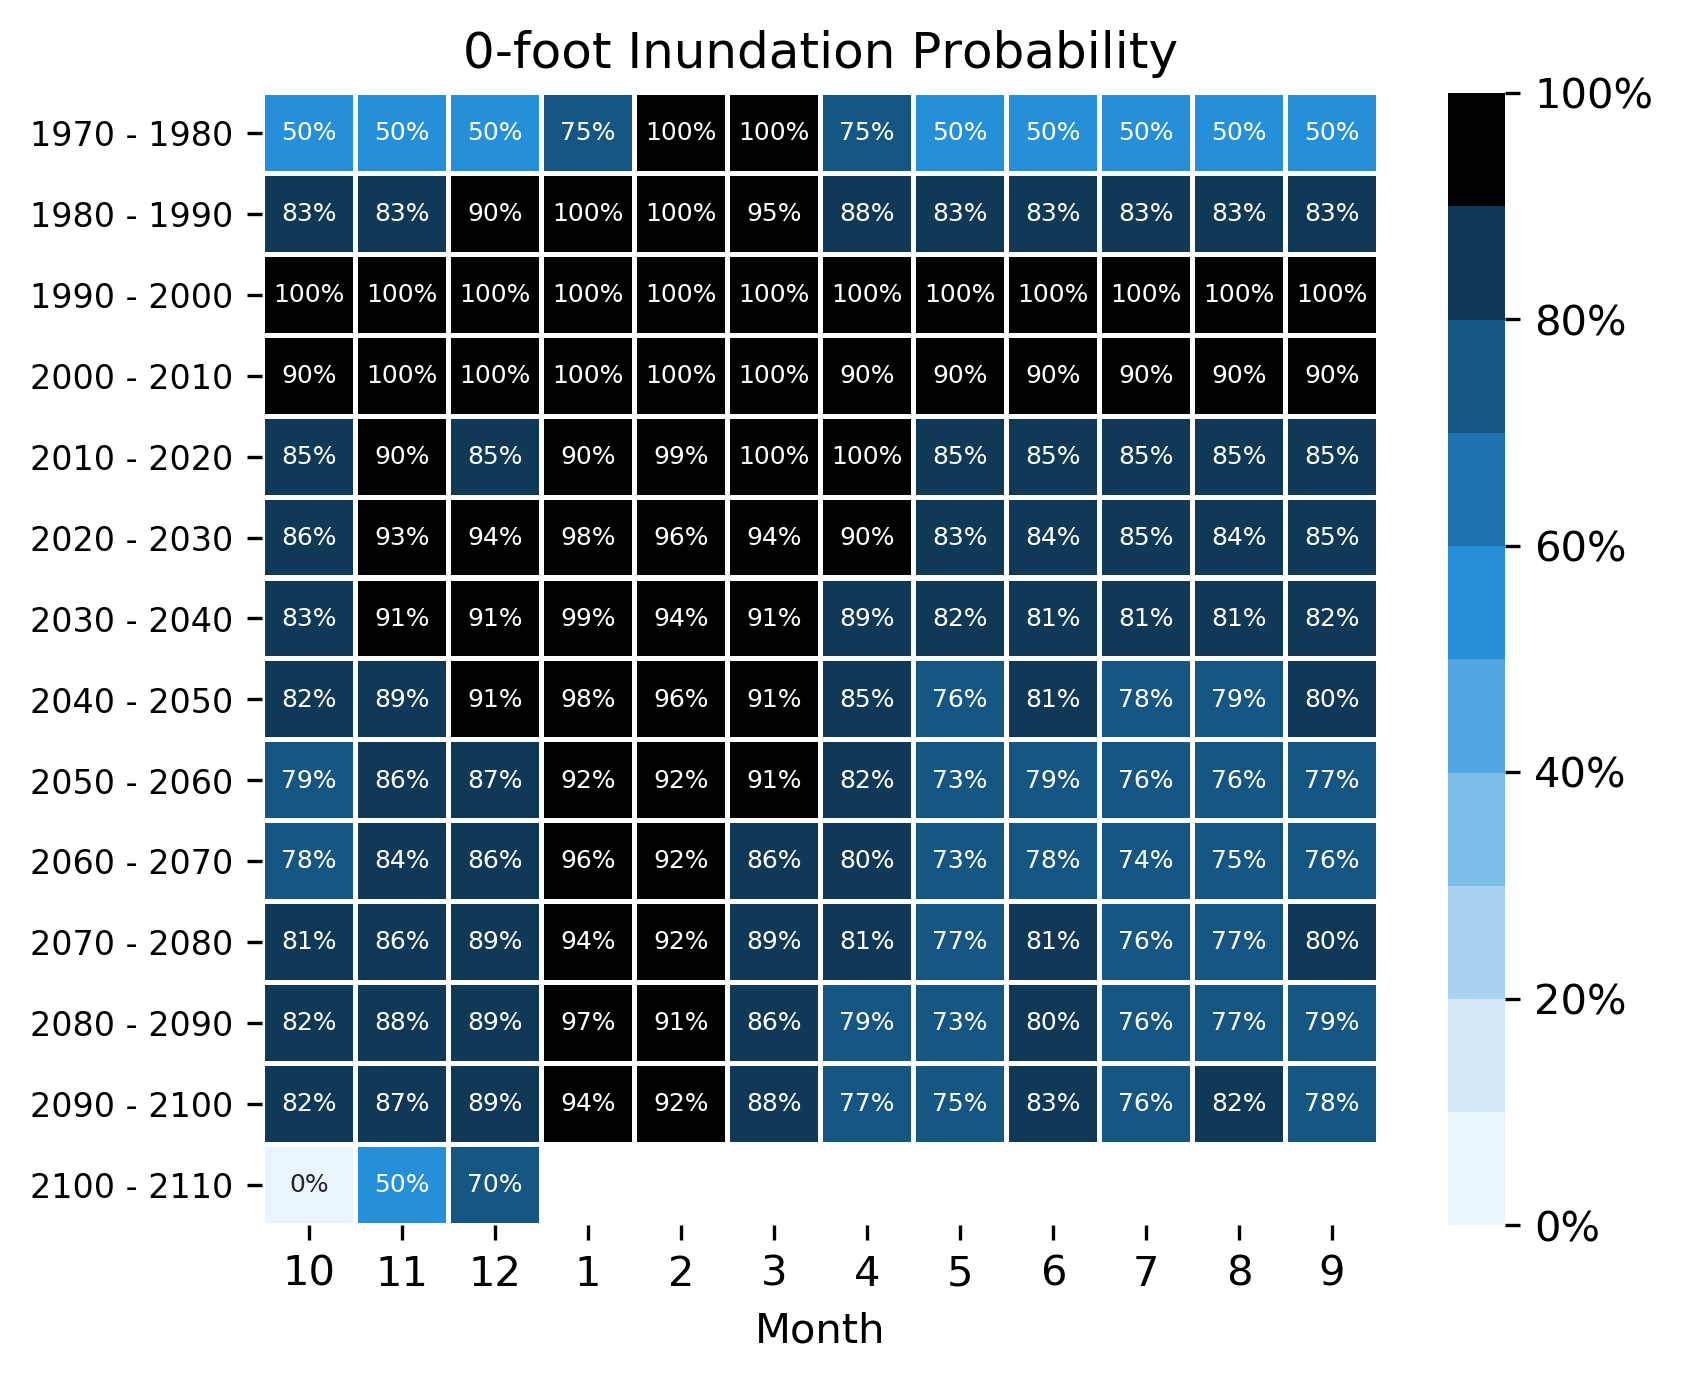 0-foot Inundation Probability
1970 - 1980 50% 50% 50% 75% 100% 100% 75% 50% 50% 50% 50% 50%
1980 - 1990 83% 83% 90% 100% 100% 95% 88% 83% 83% 83% 83% 83%
1990 - 2000 100% 100% 100% 100% 100% 100% 100% 100% 100% 100% 100% 100%
2000 - 2010 90% 100% 100% 100% 100% 100% 90% 90% 90% 90% 90% 90%
2010 - 2020 85% 90% 85% 90% 99% 100% 100% 85% 85% 85% 85% 85%
2020 - 2030 86% 93% 94% 98% 96% 94% 90% 83% 84% 85% 84% 85%
2030 - 2040 83% 91% 91% 99% 94% 91% 89% 82% 81% 81% 81% 82%
2040 - 2050 82% 89% 91% 98% 96% 91% 85% 76% 81% 78% 79% 80%
2050 - 2060 79% 86% 87% 92% 92% 91% 82% 73% 79% 76% 76% 77%
2060 - 2070 78% 84% 86% 96% 92% 86% 80% 73% 78% 74% 75% 76%
2070 - 2080 81% 86% 89% 94% 92% 89% 81% 77% 81% 76% 77% 80%
2080 - 2090 82% 88% 89% 97% 91% 86% 79% 73% 80% 76% 77% 79%
2090 - 2100 82% 87% 89% 94% 92% 88% 77% 75% 83% 76% 82% 78%
2100 - 2110 0% 50% 70%
10 11 12 1 2 3 4 5 6 7 8 9
Month
100%
80%
60%
40%
20%
0%